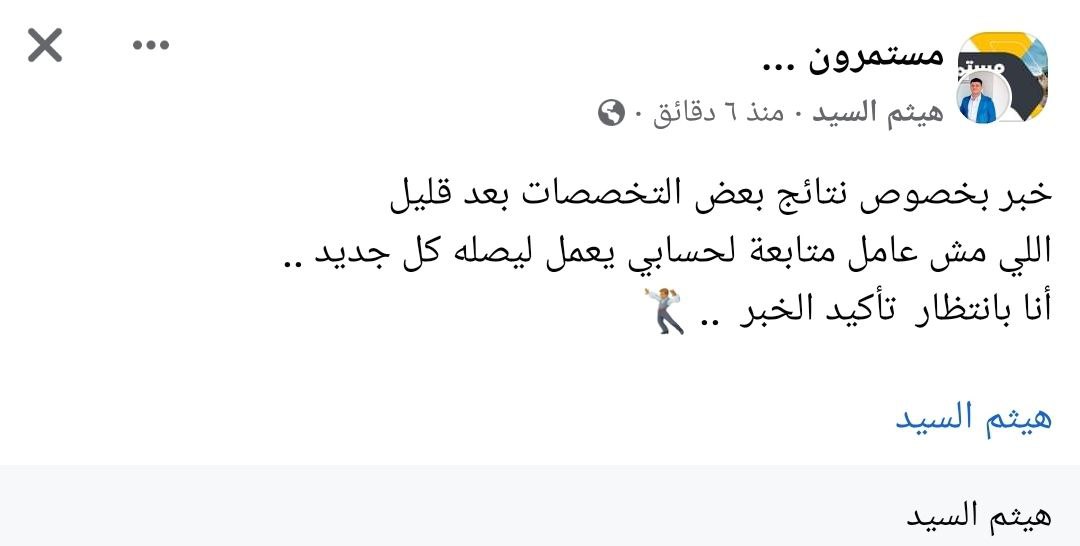 مستمرون ...
هيثم السيد · منذ ٦ دقائق ·
خبر بخصوص نتائج بعض التخصصات بعد قليل
اللي مش عامل متابعة لحسابي يعمل ليصله كل جديد ..
أنا بانتظار تأكيد الخبر ..
هيثم السيد
هيثم السيد